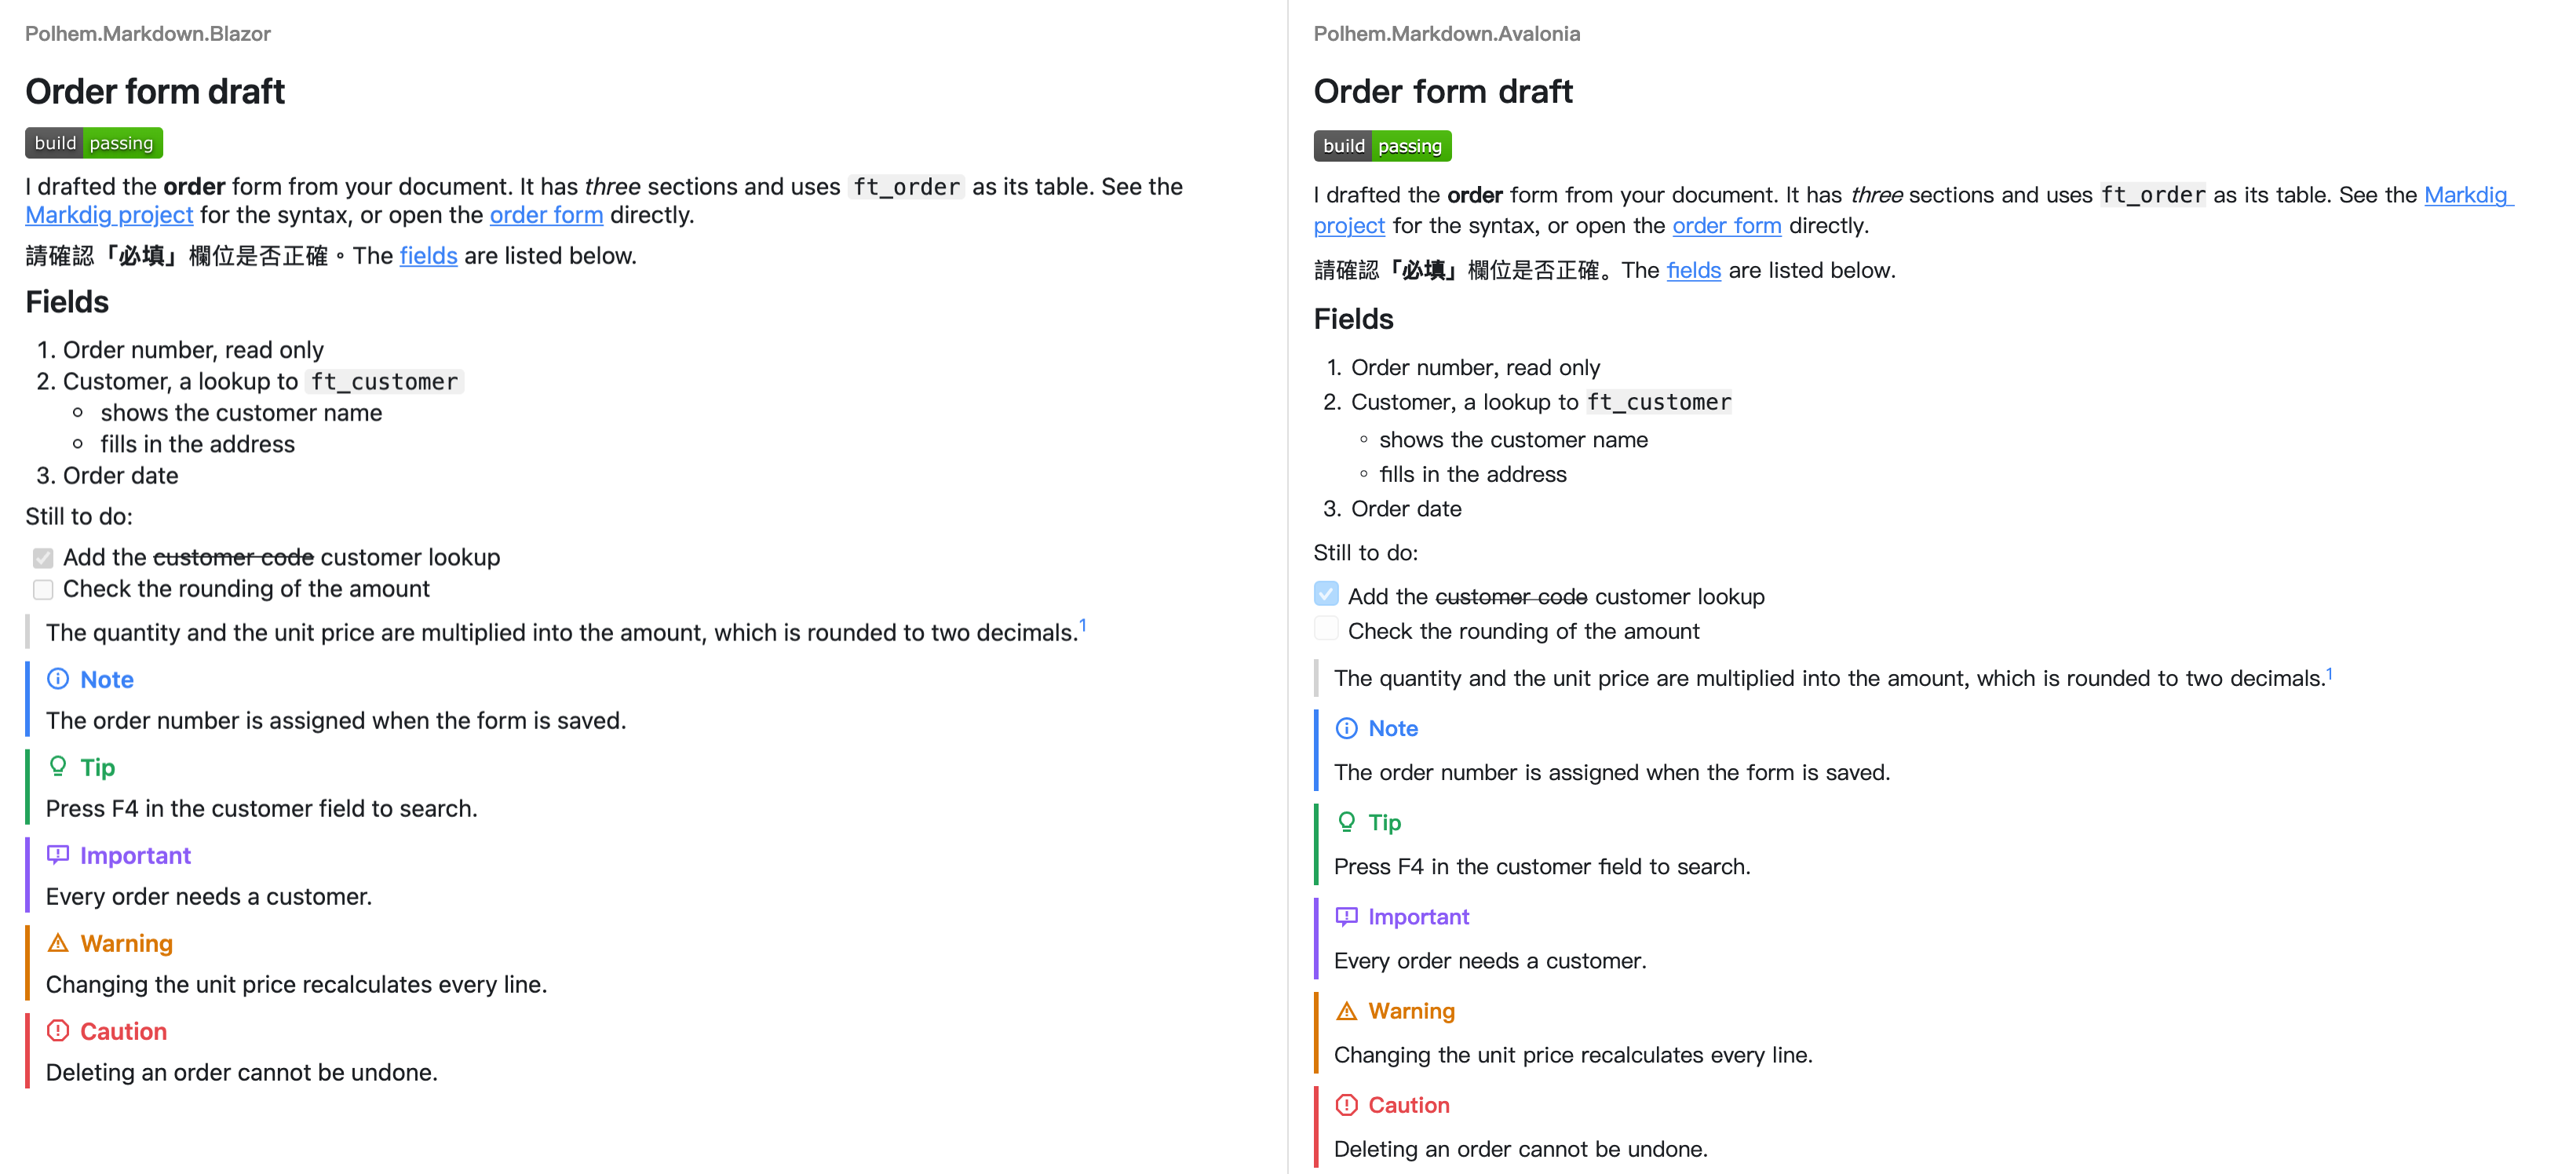 Polhem.Markdown.Blazor
Order form draft
build passing
I drafted the order form from your document. It has three sections and uses ft_order as its table. See the
Markdig project for the syntax, or open the order form directly.
請確認「必填」欄位是否正確。The fields are listed below.
Fields
1. Order number, read only
2. Customer, a lookup to ft_customer
shows the customer name
fills in the address
3. Order date
Still to do:
Add the customer code customer lookup
Check the rounding of the amount
The quantity and the unit price are multiplied into the amount, which is rounded to two decimals.1
Note
The order number is assigned when the form is saved.
Tip
Press F4 in the customer field to search.
Important
Every order needs a customer.
Warning
Changing the unit price recalculates every line.
Caution
Deleting an order cannot be undone.
Polhem.Markdown.Avalonia
Order form draft
build passing
I drafted the order form from your document. It has three sections and uses ft_order as its table. See the Markdig
project for the syntax, or open the order form directly.
請確認「必填」欄位是否正確。The fields are listed below.
Fields
1. Order number, read only
2. Customer, a lookup to ft_customer
shows the customer name
fills in the address
3. Order date
Still to do:
Add the customer code customer lookup
Check the rounding of the amount
The quantity and the unit price are multiplied into the amount, which is rounded to two decimals.1
Note
The order number is assigned when the form is saved.
Tip
Press F4 in the customer field to search.
Important
Every order needs a customer.
Warning
Changing the unit price recalculates every line.
Caution
Deleting an order cannot be undone.